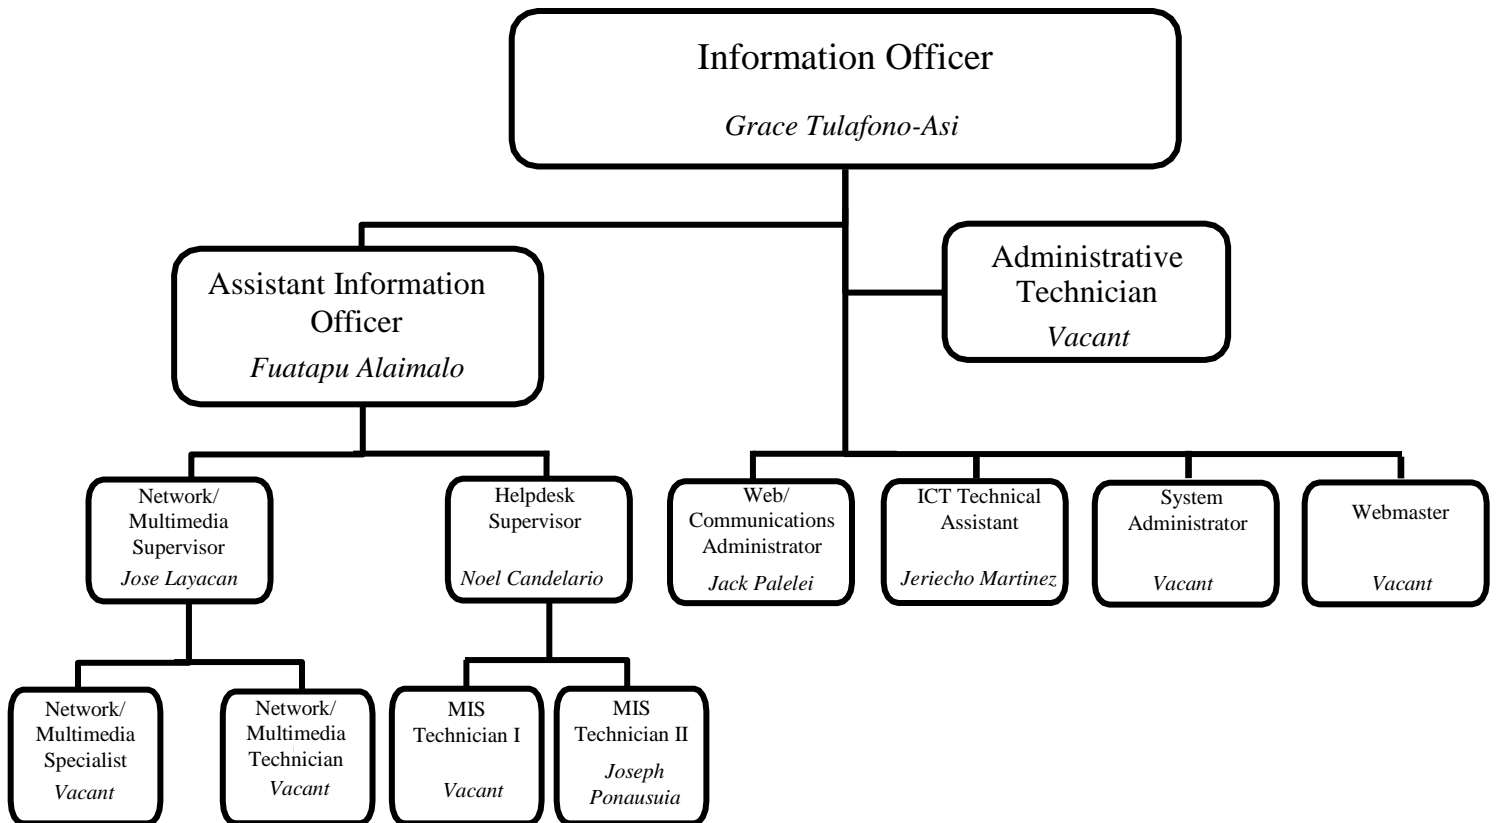 Information Officer
Grace Tulafono-Asi
Administrative
Technician
Vacant
Assistant Information
Officer
Fuatapu Alaimalo
Network/
Multimedia
Supervisor
Jose Layacan
Helpdesk
Supervisor
Noel Candelario
Web/
Communications
Administrator
Jack Palelei
ICT Technical
Assistant
Jeriecho Martinez
System
Administrator
Vacant
Webmaster
Vacant
Network/
Multimedia
Specialist
Vacant
Network/
Multimedia
Technician
Vacant
MIS
Technician I
Vacant
MIS
Technician II
Joseph
Ponausuia